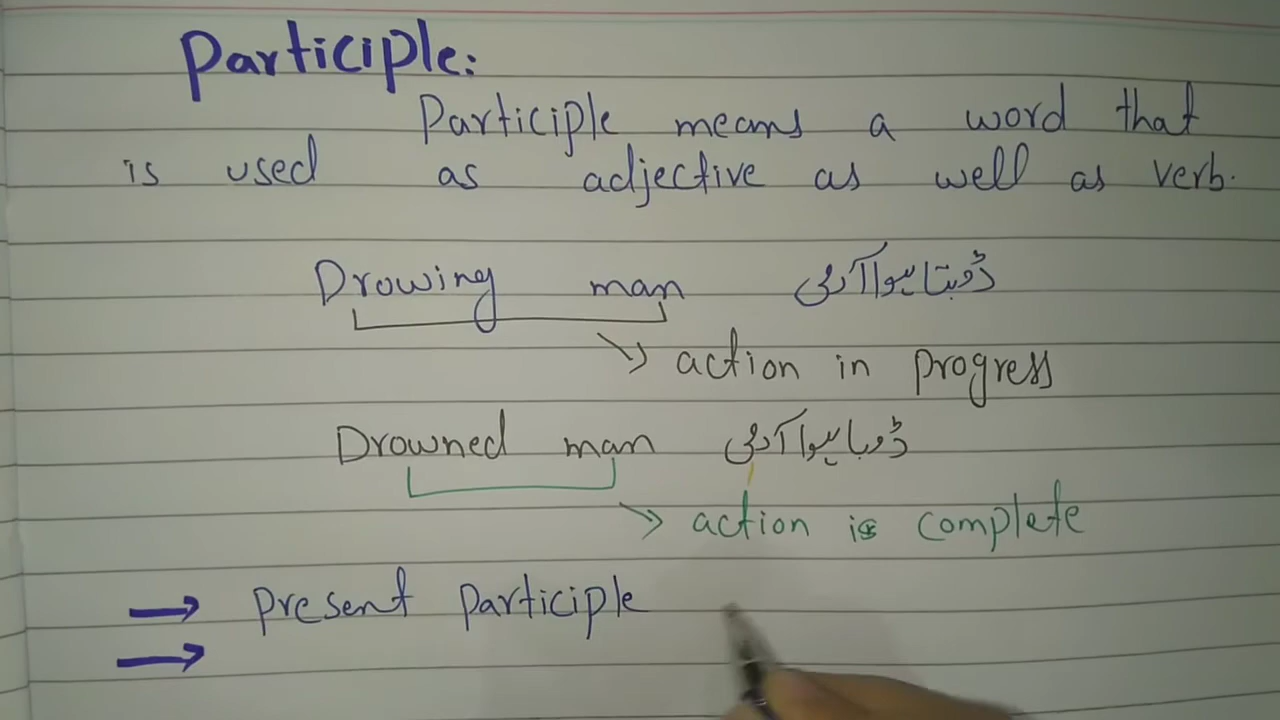 Participle:
Participle means a word that
is used as adjective as well as verb.
Drowing man ڈوبتا ہوا آدمی
action in progress
Drowned man ڈوبا ہوا آدمی
action is complete
→ present participle
→